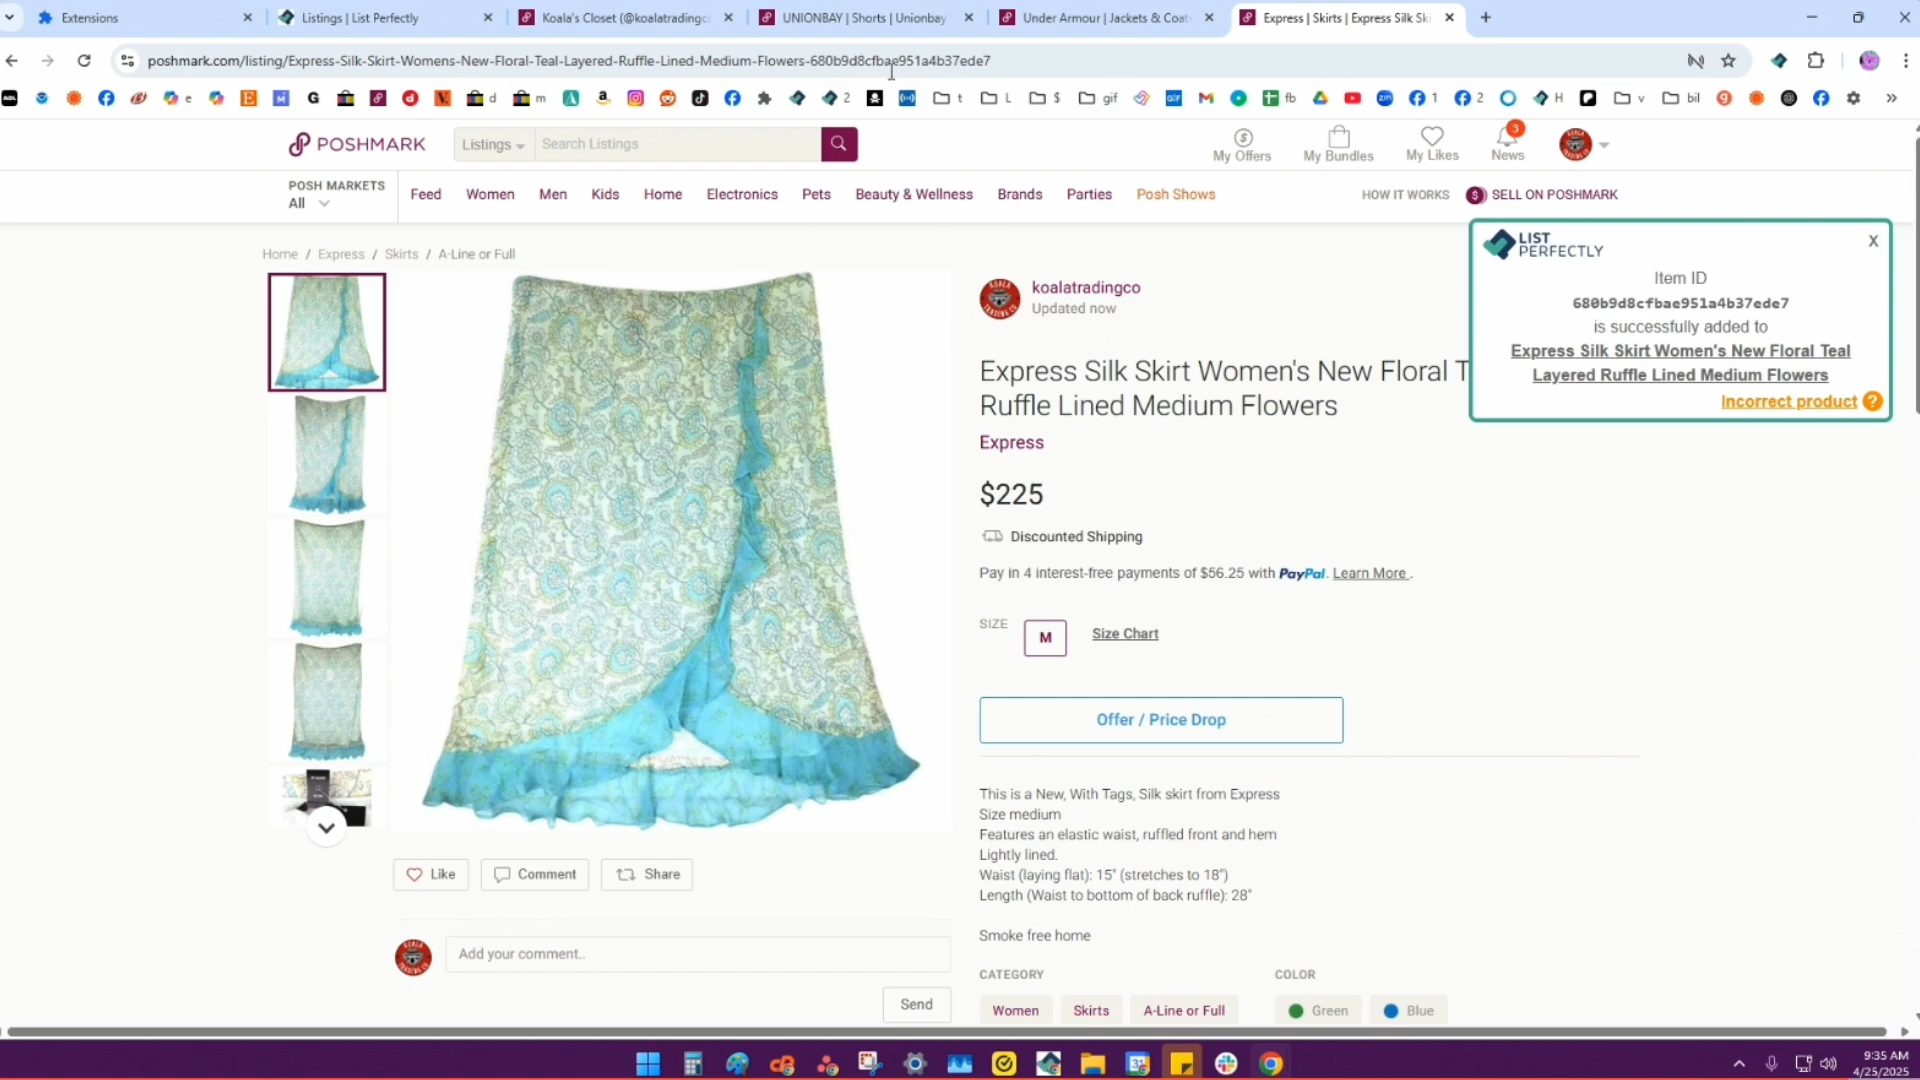 Extensions
Listings | List Perfectly
Koala's Closet (@koalatradingc
UNIONBAY | Shorts | Unionbay
Under Armour | Jackets & Coat
Express | Skirts | Express Silk Sk
poshmark.com/listing/Express-Silk-Skirt-Womens-New-Floral-Teal-Layered-Ruffle-Lined-Medium-Flowers-680b9d8cfbae951a4b37ede7
e
d
m
2
t
L
$
gif
fb
1
2
H
v
bil
POSHMARK
Listings
Search Listings
My Offers
My Bundles
My Likes
3
News
POSH MARKETS
All
Feed
Women
Men
Kids
Home
Electronics
Pets
Beauty & Wellness
Brands
Parties
Posh Shows
HOW IT WORKS
SELL ON POSHMARK
LIST
PERFECTLY
X
Item ID
680b9d8cfbae951a4b37ede7
is successfully added to
Express Silk Skirt Women's New Floral Teal
Layered Ruffle Lined Medium Flowers
Incorrect product ?
Home / Express / Skirts / A-Line or Full
koalatradingco
Updated now
Express Silk Skirt Women's New Floral T
Ruffle Lined Medium Flowers
Express
$225
Discounted Shipping
Pay in 4 interest-free payments of $56.25 with PayPal. Learn More .
SIZE
M
Size Chart
Offer / Price Drop
This is a New, With Tags, Silk skirt from Express
Size medium
Features an elastic waist, ruffled front and hem
Lightly lined.
Waist (laying flat): 15" (stretches to 18")
Length (Waist to bottom of back ruffle): 28"
Smoke free home
CATEGORY
COLOR
Women
Skirts
A-Line or Full
Green
Blue
Like
Comment
Share
Add your comment..
Send
9:35 AM
4/25/2025